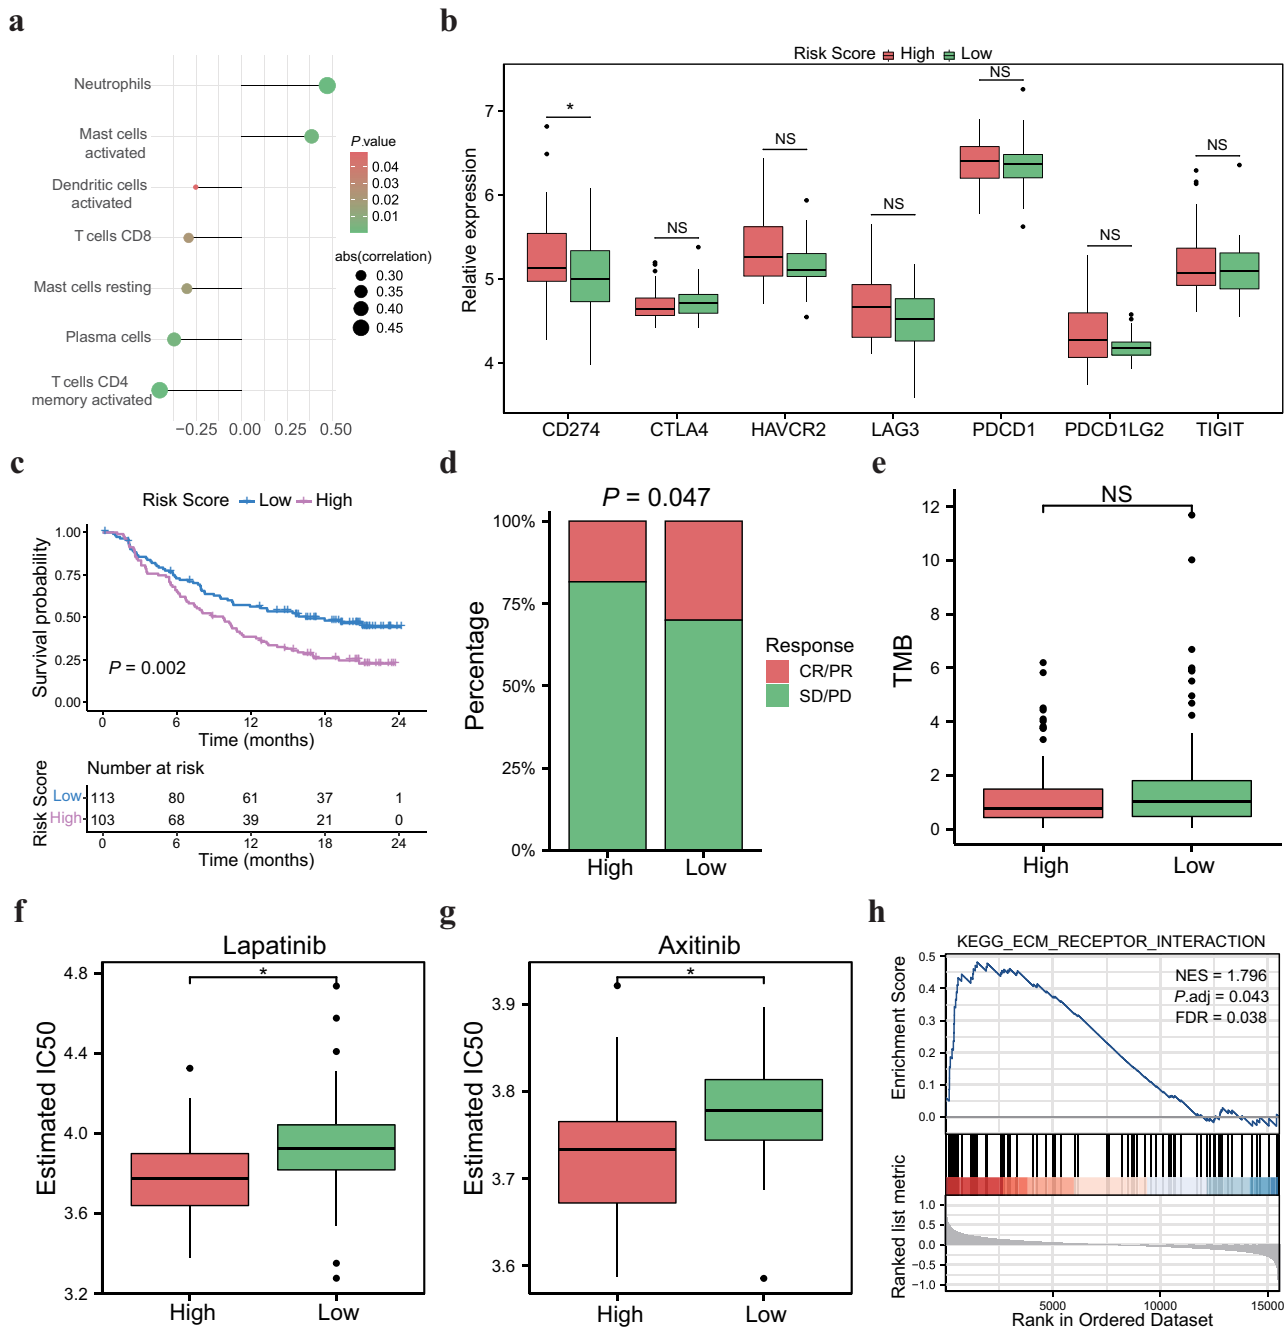 a
Neutrophils
Mast cells
activated
Dendritic cells
activated
T cells CD8
Mast cells resting
Plasma cells
T cells CD4
memory activated
−0.25 0.00 0.25 0.50
P.value
0.04
0.03
0.02
0.01
abs(correlation)
0.30
0.35
0.40
0.45
b
Risk Score High Low
Relative expression
7
6
5
4
*
NS
NS
NS
NS
NS
NS
CD274 CTLA4 HAVCR2 LAG3 PDCD1 PDCD1LG2 TIGIT
c
Risk Score Low High
Survival probability
1.00
0.75
0.50
0.25
0.00
P = 0.002
0 6 12 18 24
Time (months)
Number at risk
Risk Score
Low 113 80 61 37 1
High 103 68 39 21 0
0 6 12 18 24
Time (months)
d
P = 0.047
Percentage
100%
75%
50%
25%
0%
High Low
Response
CR/PR
SD/PD
e
NS
TMB
12
10
8
6
4
2
0
High Low
f
Lapatinib
*
Estimated IC50
4.8
4.4
4.0
3.6
3.2
High Low
g
Axitinib
*
Estimated IC50
3.9
3.8
3.7
3.6
High Low
h
KEGG_ECM_RECEPTOR_INTERACTION
NES = 1.796
P.adj = 0.043
FDR = 0.038
Enrichment Score
0.5
0.4
0.3
0.2
0.1
0.0
Ranked list metric
1.0
0.5
0.0
−0.5
−1.0
5000 10000 15000
Rank in Ordered Dataset